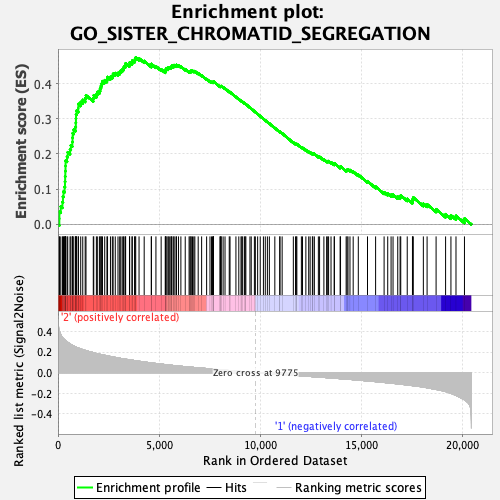 Enrichment plot:
GO_SISTER_CHROMATID_SEGREGATION
Enrichment score (ES)
0.4
0.3
0.2
0.1
0.0
'2' (positively correlated)
Ranked list metric (Signal2Noise)
0.4
0.2
0.0
-0.2
-0.4
Zero cross at 9775
'1' (negatively correlated)
0
5,000
10,000
15,000
20,000
Rank in Ordered Dataset
Enrichment profile
Hits
Ranking metric scores